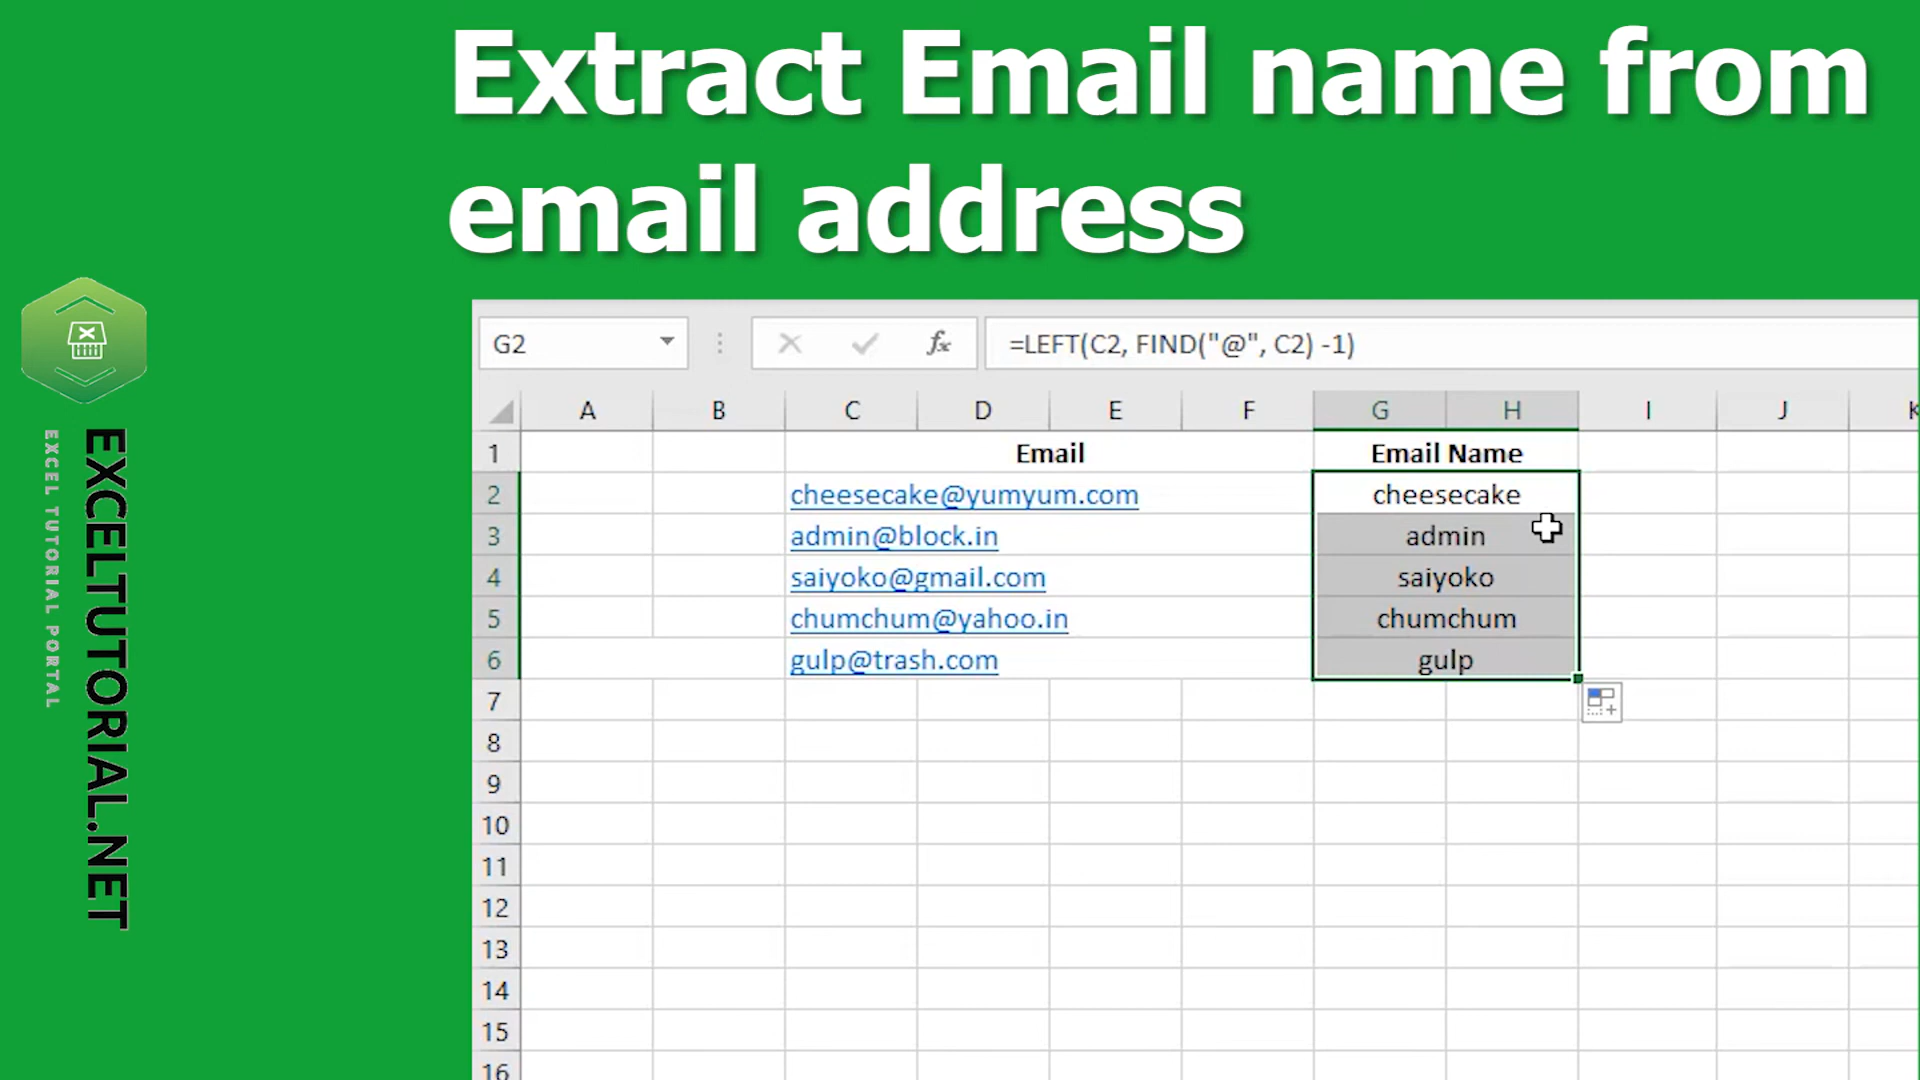 Extract Email name from
email address
EXCELTUTORIAL.NET
EXCEL TUTORIAL PORTAL
G2 fx =LEFT(C2, FIND("@", C2) -1)
A B C D E F G H I J K
1 Email Email Name
2 cheesecake@yumyum.com cheesecake
3 admin@block.in admin
4 saiyoko@gmail.com saiyoko
5 chumchum@yahoo.in chumchum
6 gulp@trash.com gulp
7
8
9
10
11
12
13
14
15
16